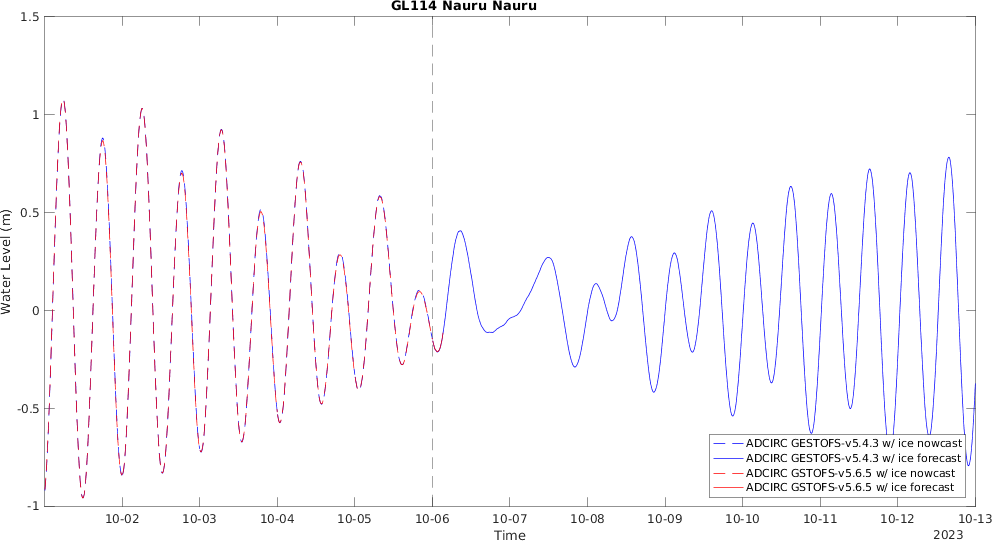 GL114 Nauru Nauru
1.5
1
0.5
0
-0.5
-1
Water Level (m)
10-02
10-03
10-04
10-05
10-06
10-07
10-08
10-09
10-10
10-11
10-12
10-13
Time
2023
ADCIRC GESTOFS-v5.4.3 w/ ice nowcast
ADCIRC GESTOFS-v5.4.3 w/ ice forecast
ADCIRC GSTOFS-v5.6.5 w/ ice nowcast
ADCIRC GSTOFS-v5.6.5 w/ ice forecast